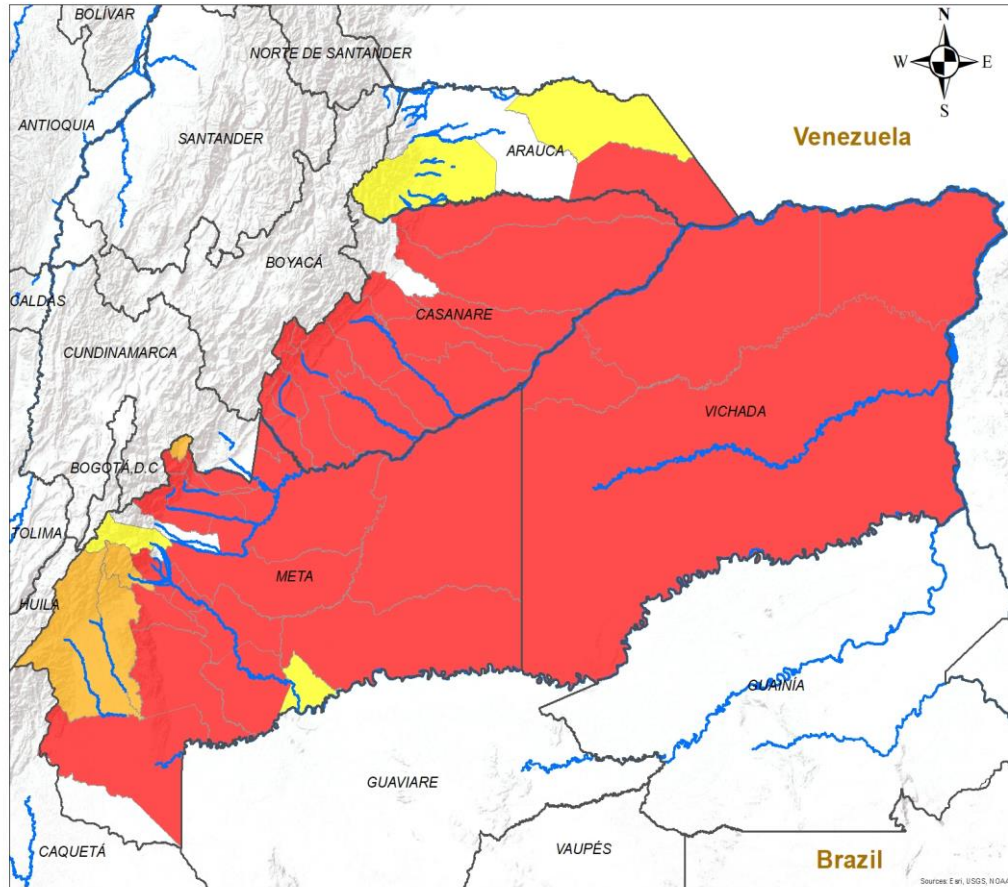 BOLÍVAR
N
NORTE DE SANTANDER
W
E
S
ANTIOQUIA
SANTANDER
Venezuela
ARAUCA
BOYACÁ
CALDAS
CASANARE
CUNDINAMARCA
VICHADA
BOGOTÁ,D.C
TOLIMA
META
HUILA
GUAINÍA
GUAVIARE
VAUPÉS
CAQUETÁ
Brazil
Sources: Esri, USGS, NOAA